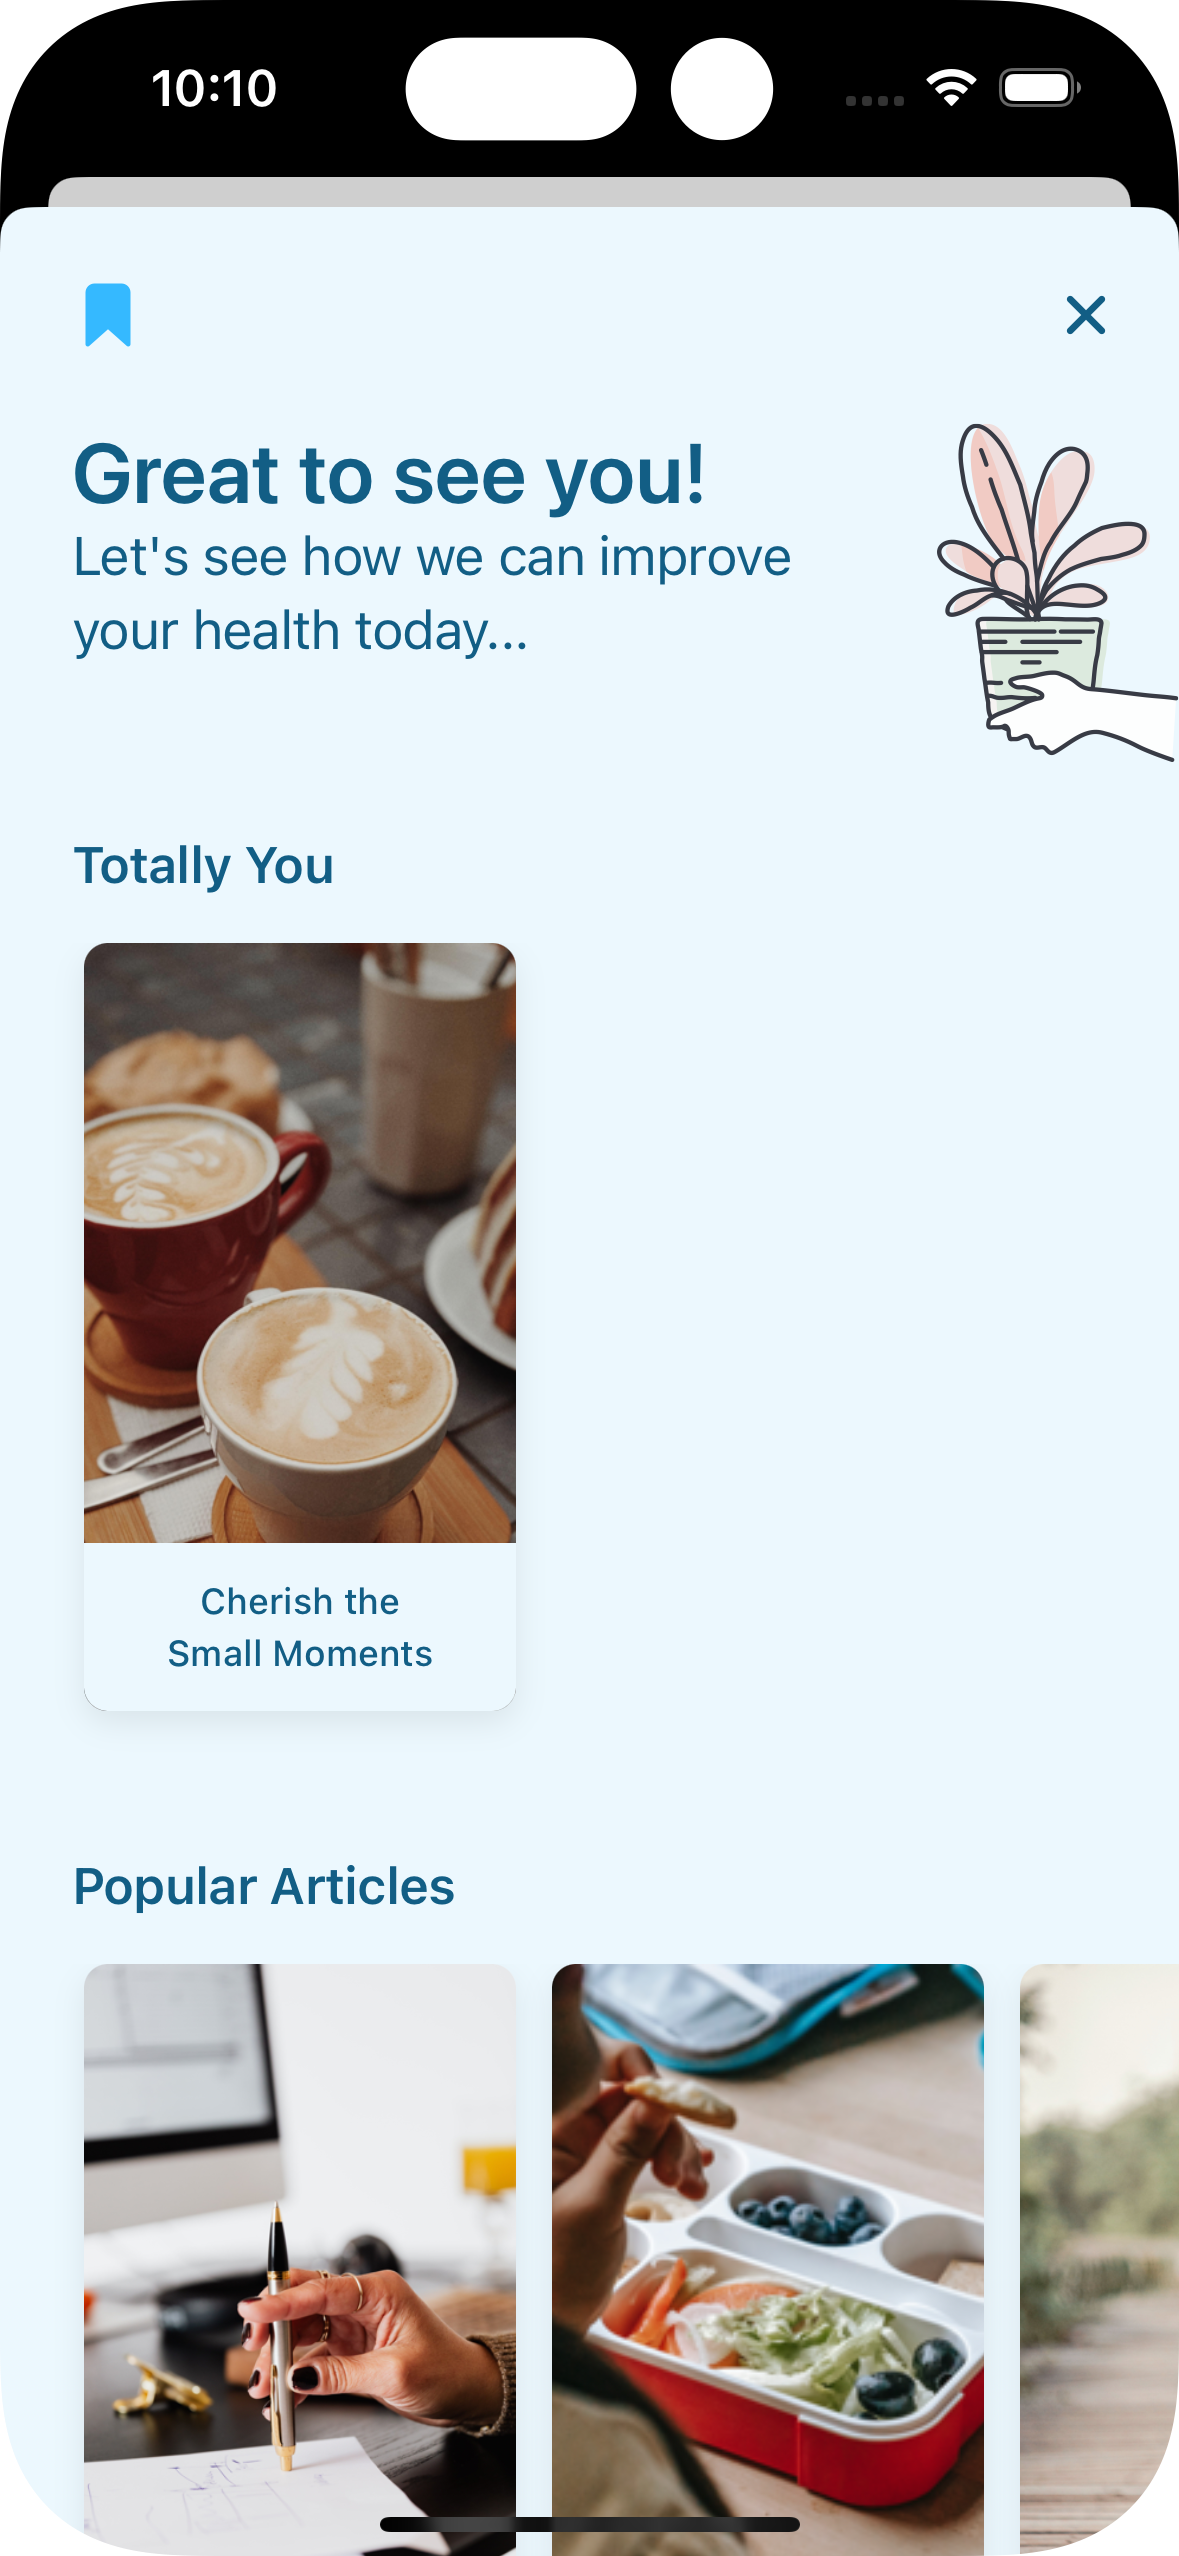 10:10
Great to see you!
Let's see how we can improve
your health today...
Totally You
Cherish the
Small Moments
Popular Articles